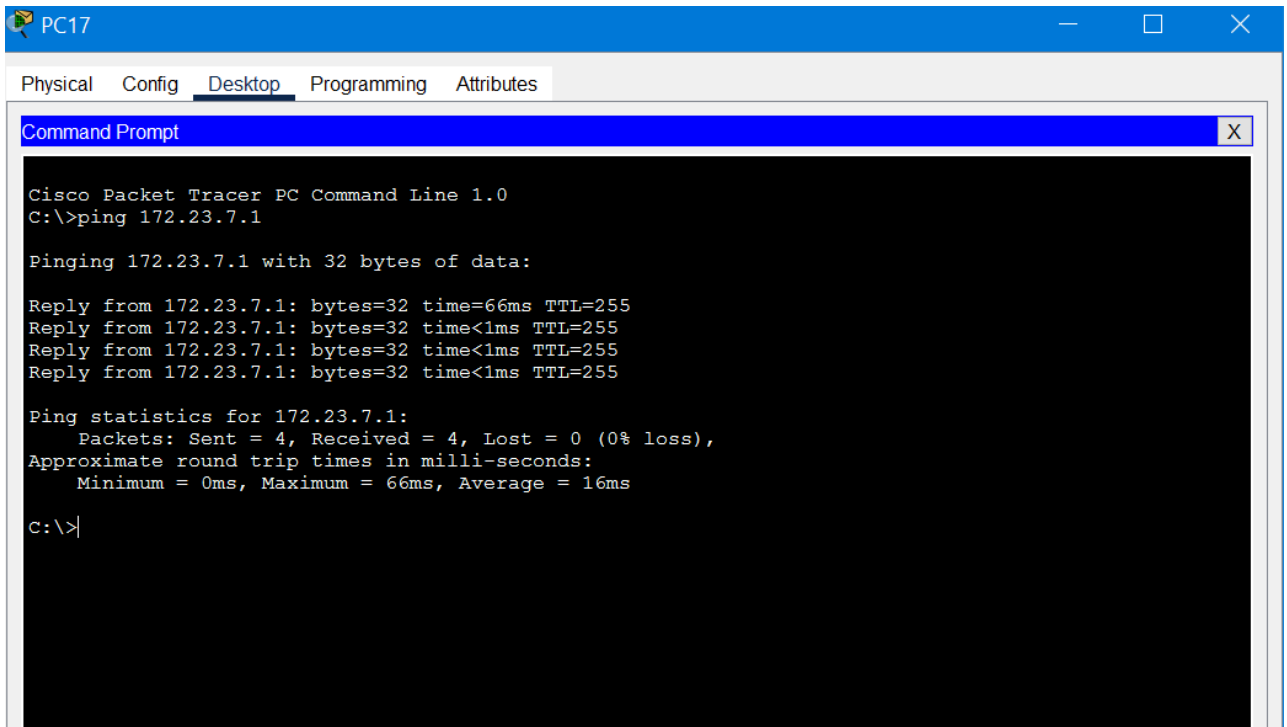 PC17
Physical Config Desktop Programming Attributes
Command Prompt X
Cisco Packet Tracer PC Command Line 1.0
C:\>ping 172.23.7.1
Pinging 172.23.7.1 with 32 bytes of data:
Reply from 172.23.7.1: bytes=32 time=66ms TTL=255
Reply from 172.23.7.1: bytes=32 time<1ms TTL=255
Reply from 172.23.7.1: bytes=32 time<1ms TTL=255
Reply from 172.23.7.1: bytes=32 time<1ms TTL=255
Ping statistics for 172.23.7.1:
Packets: Sent = 4, Received = 4, Lost = 0 (0% loss),
Approximate round trip times in milli-seconds:
Minimum = 0ms, Maximum = 66ms, Average = 16ms
C:\>